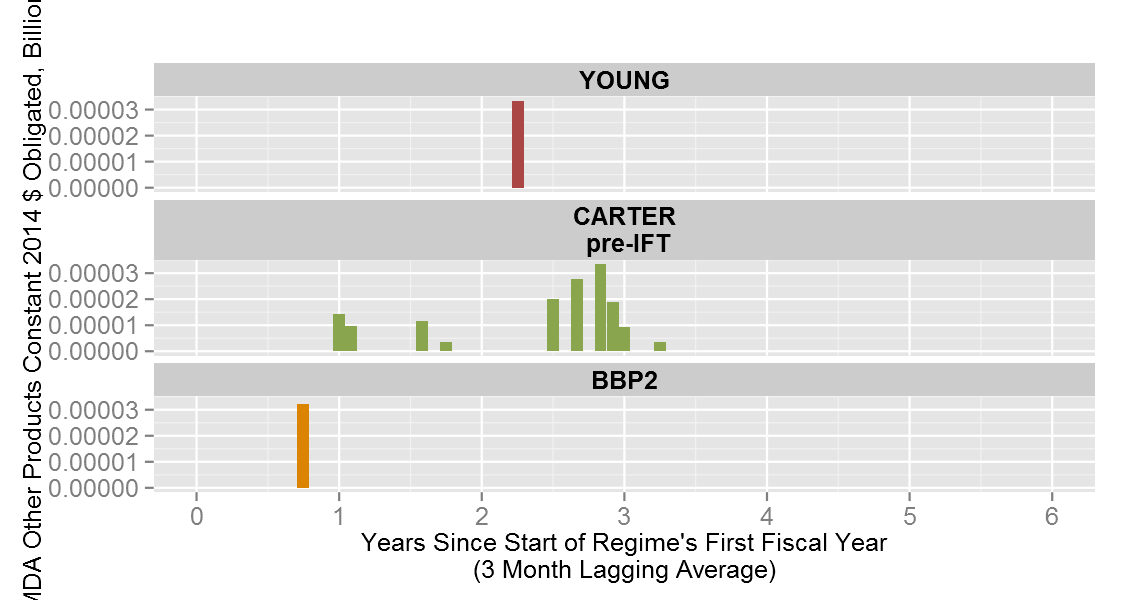 MDA Other Products Constant 2014 $ Obligated, Billion
YOUNG
0.00003
0.00002
0.00001
0.00000
CARTER
pre-IFT
0.00003
0.00002
0.00001
0.00000
BBP2
0.00003
0.00002
0.00001
0.00000
0 1 2 3 4 5 6
Years Since Start of Regime's First Fiscal Year
(3 Month Lagging Average)